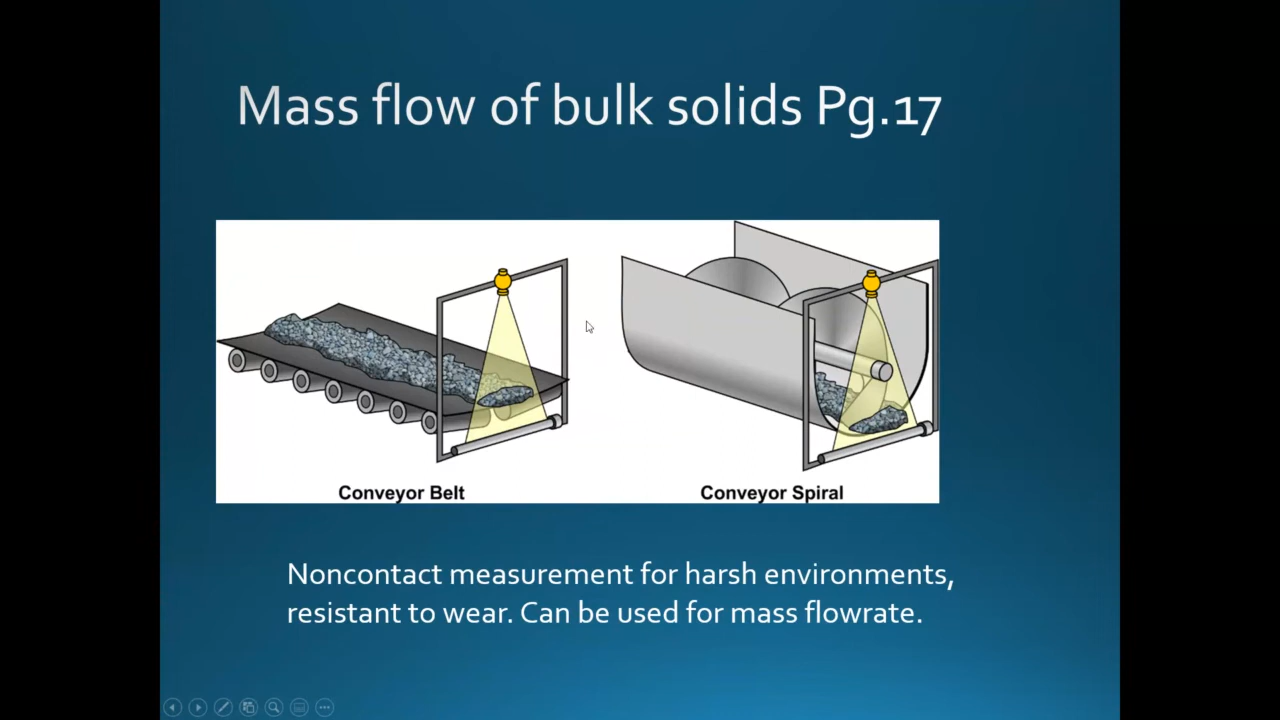 Mass flow of bulk solids Pg.17
Conveyor Belt
Conveyor Spiral
Noncontact measurement for harsh environments,
resistant to wear. Can be used for mass flowrate.